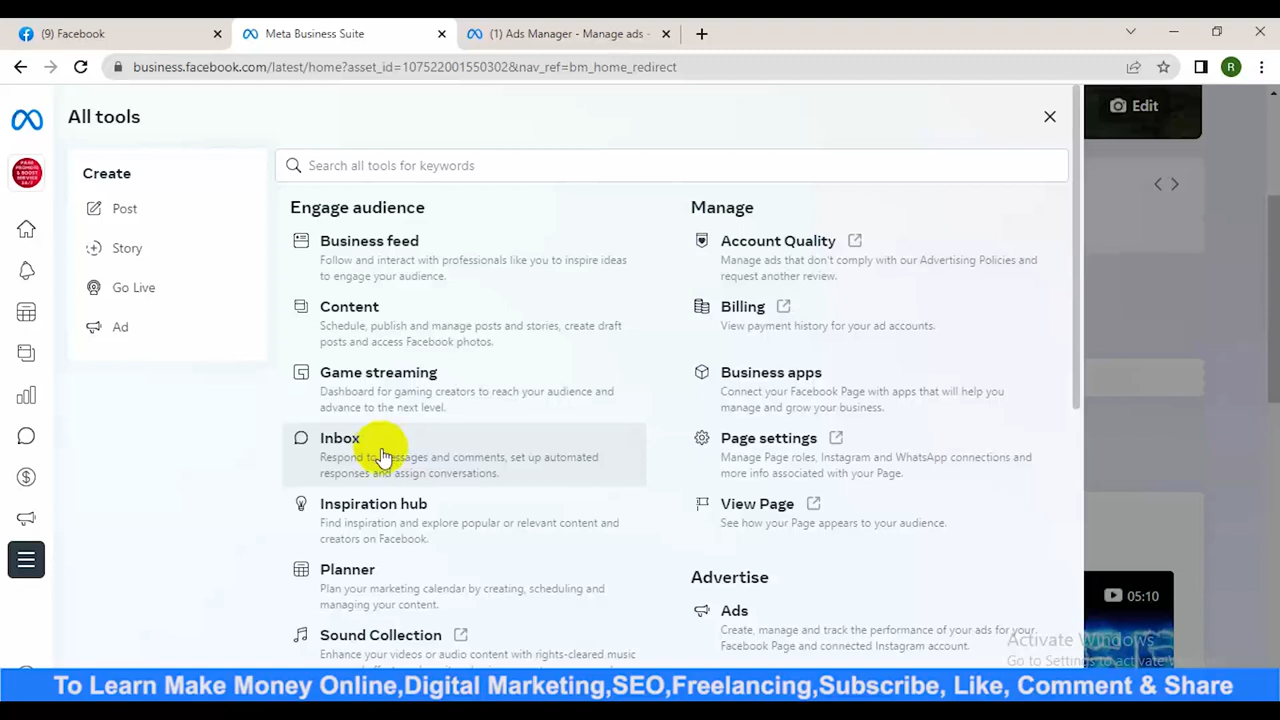 (9) Facebook
Meta Business Suite
(1) Ads Manager - Manage ads -
business.facebook.com/latest/home?asset_id=107522001550302&nav_ref=bm_home_redirect
R
All tools
Edit
PAGE PROMOTE & BOOST SERVICE 24/7
Create
Post
Story
Go Live
Ad
Search all tools for keywords
Engage audience
Business feed
Follow and interact with professionals like you to inspire ideas
to engage your audience.
Content
Schedule, publish and manage posts and stories, create draft
posts and access Facebook photos.
Game streaming
Dashboard for gaming creators to reach your audience and
advance to the next level.
Inbox
Respond to messages and comments, set up automated
responses and assign conversations.
Inspiration hub
Find inspiration and explore popular or relevant content and
creators on Facebook.
Planner
Plan your marketing calendar by creating, scheduling and
managing your content.
Sound Collection
Enhance your videos or audio content with rights-cleared music
Manage
Account Quality
Manage ads that don't comply with our Advertising Policies and
request another review.
Billing
View payment history for your ad accounts.
Business apps
Connect your Facebook Page with apps that will help you
manage and grow your business.
Page settings
Manage Page roles, Instagram and WhatsApp connections and
more info associated with your Page.
View Page
See how your Page appears to your audience.
Advertise
Ads
Create, manage and track the performance of your ads for your
Facebook Page and connected Instagram account.
05:10
Activate Windows
Go to Settings to activate W
To Learn Make Money Online,Digital Marketing,SEO,Freelancing,Subscribe, Like, Comment & Share